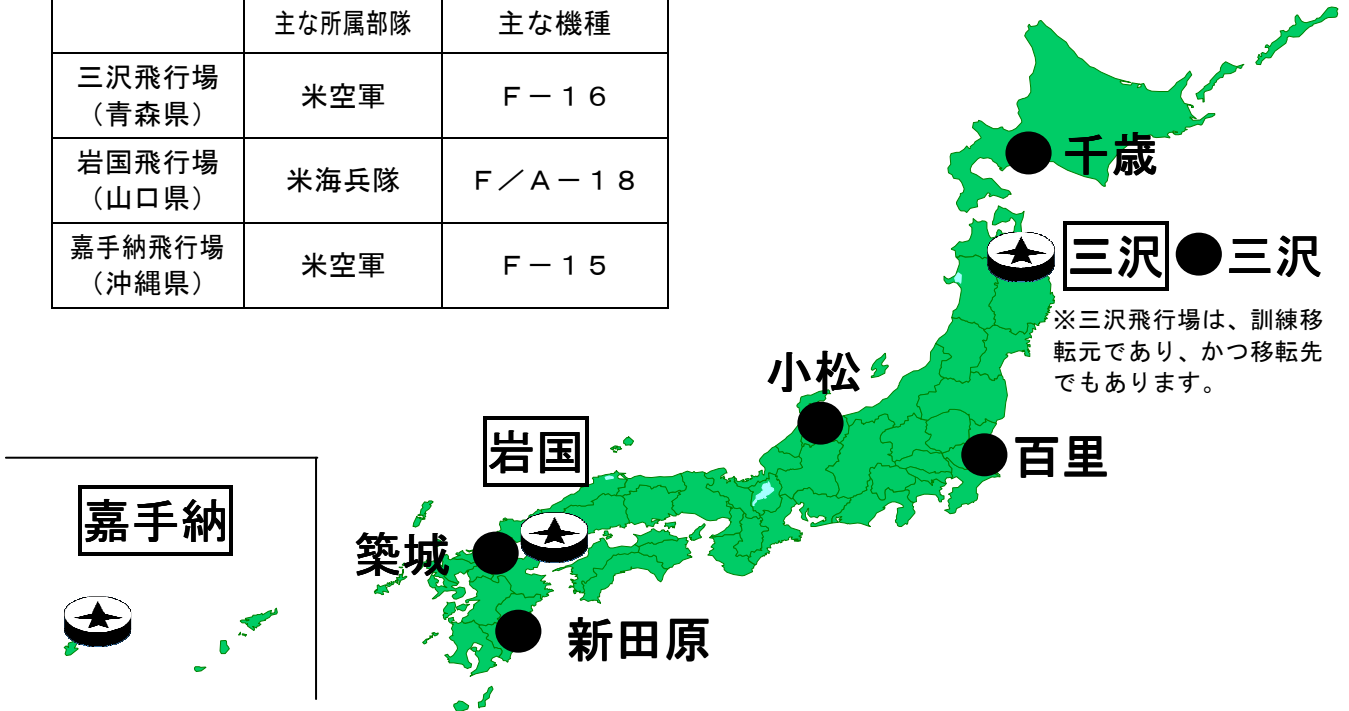 主な所属部隊 主な機種
三沢飛行場
（青森県）
米空軍
Ｆ－１６
岩国飛行場
（山口県）
米海兵隊
Ｆ／Ａ－１８
嘉手納飛行場
（沖縄県）
米空軍
Ｆ－１５
千歳
三沢 ●三沢
※三沢飛行場は、訓練移
転元であり、かつ移転先
でもあります。
小松
百里
岩国
嘉手納
築城
新田原